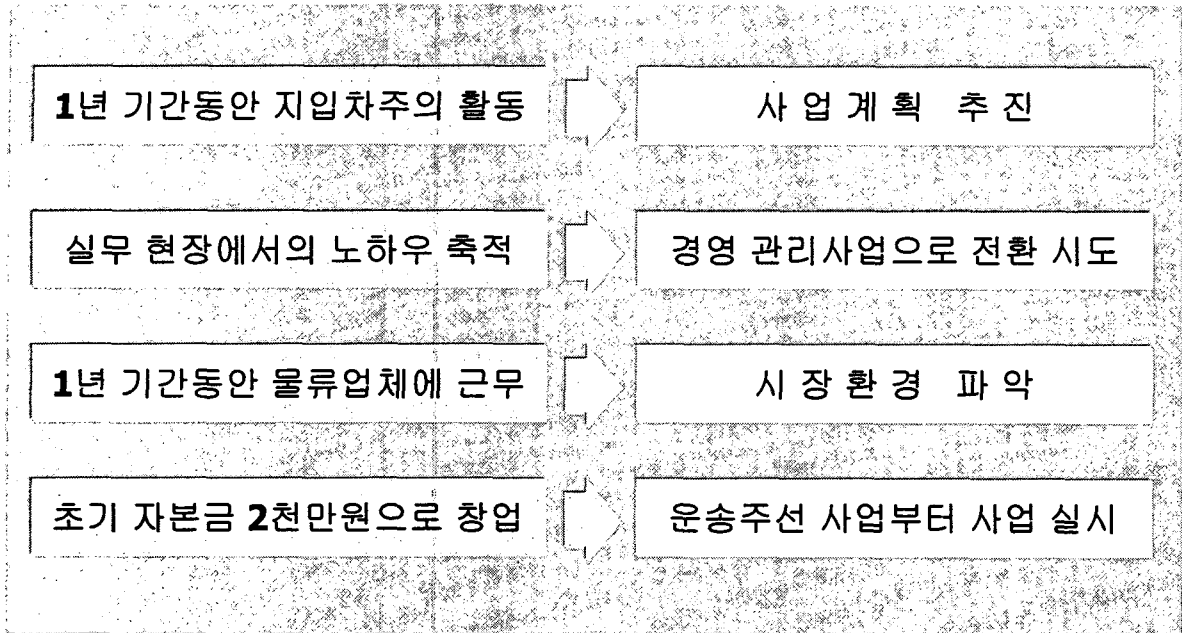 1년 기간동안 지입차주의 활동
사 업 계 획 추 진
실무 현장에서의 노하우 축적
경영 관리사업으로 전환 시도
1년 기간동안 물류업체에 근무
시 장 환 경 파 악
초기 자본금 2천만원으로 창업
운송주선 사업부터 사업 실시